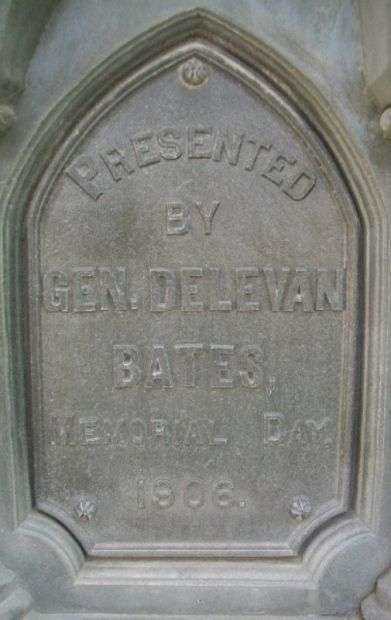 PRESENTED
BY
GEN. DELEVAN
BATES,
MEMORIAL DAY.
1906.